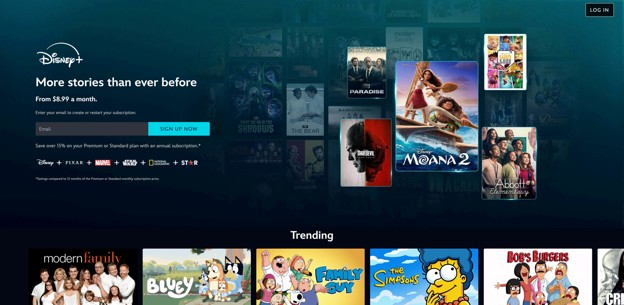 LOG IN
Disney+
More stories than ever before
From $8.99 a month.
Enter your email to create or restart your subscription.
Email
SIGN UP NOW
Save over 15% on your Premium or Standard plan with an annual subscription.*
Disney + PIXAR + MARVEL + STAR WARS + NATIONAL GEOGRAPHIC + STAR
*Savings compared to 12 months of the Premium or Standard monthly subscription price.
PARADISE
THE BEAR
DAREDEVIL
Disney
MOANA 2
Abbott
Elementary
Trending
modern family
BLUEY
FAMILY GUY
THE SIMPSONS
BOB'S BURGERS